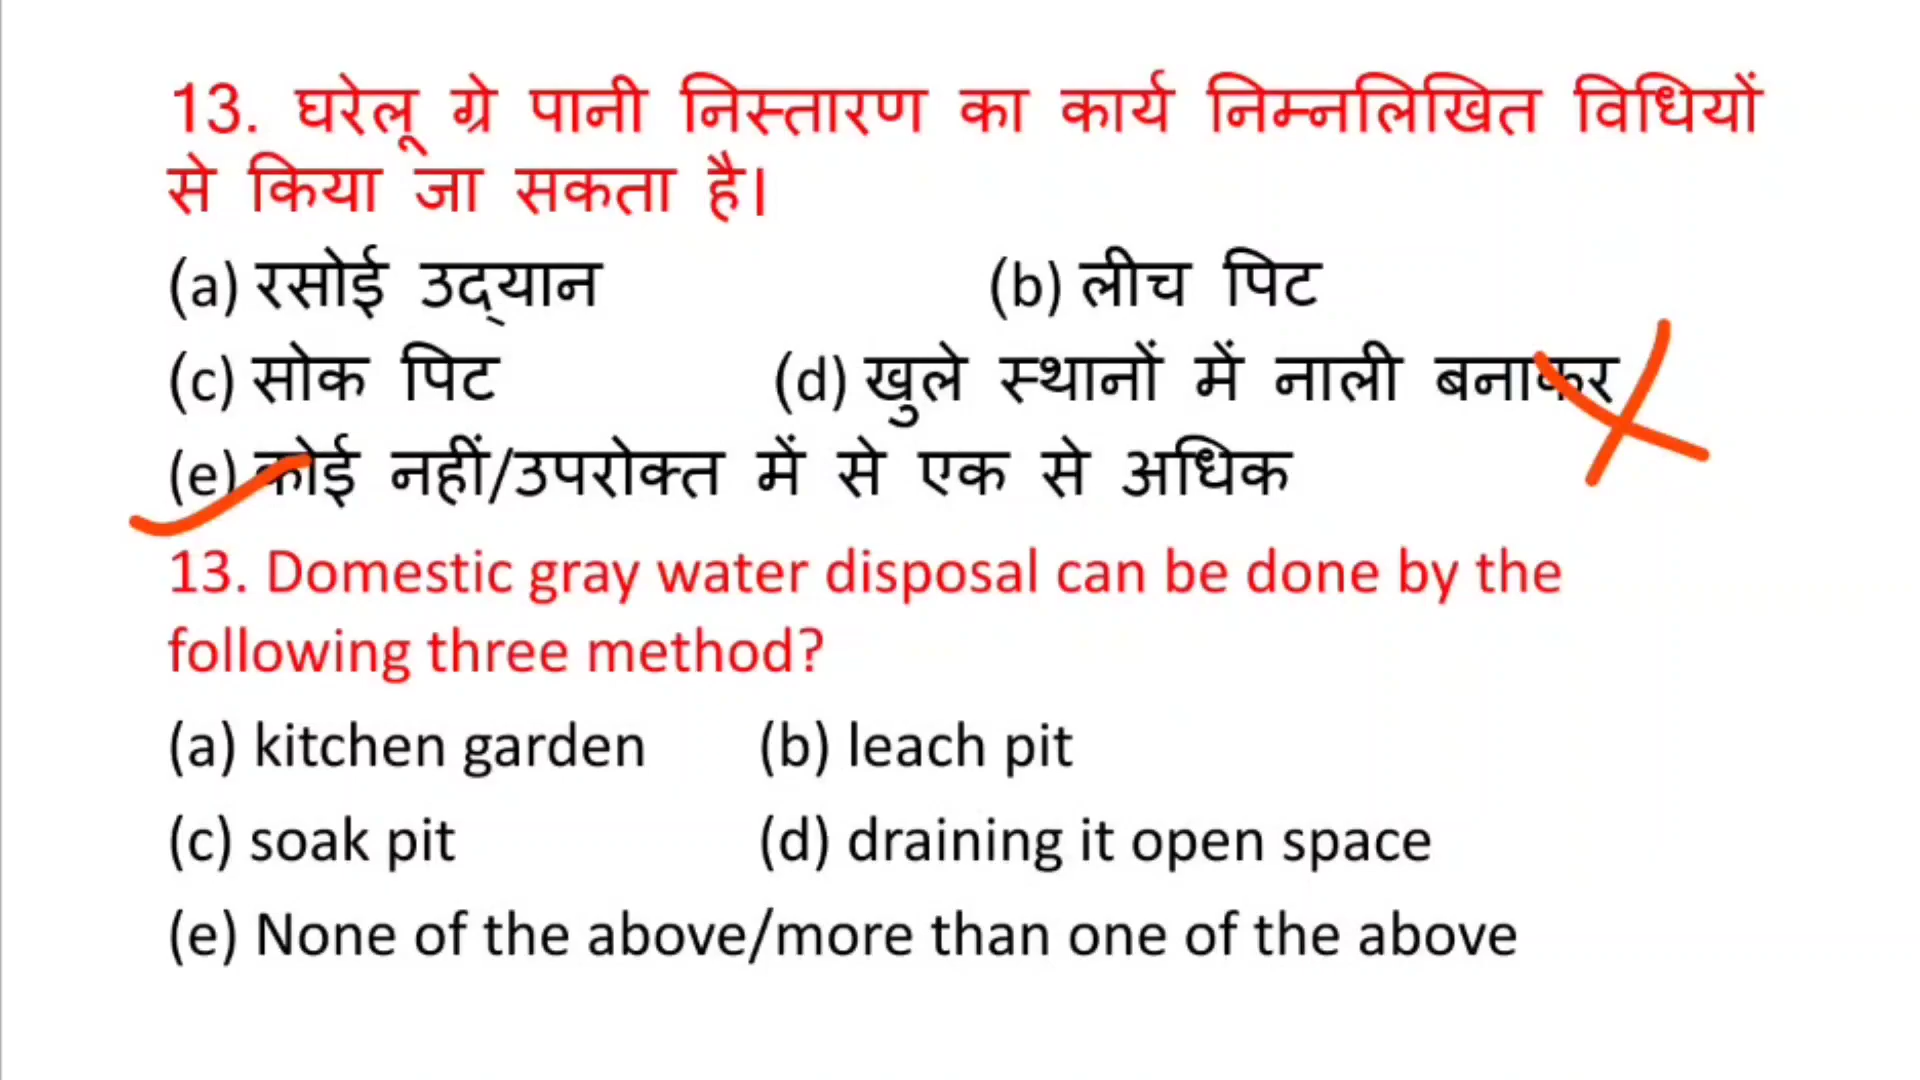 13. घरेलू ग्रे पानी निस्तारण का कार्य निम्नलिखित विधियों
से किया जा सकता है।
(a) रसोई उद्यान (b) लीच पिट
(c) सोक पिट (d) खुले स्थानों में नाली बनाकर
(e) कोई नहीं/उपरोक्त में से एक से अधिक
13. Domestic gray water disposal can be done by the
following three method?
(a) kitchen garden (b) leach pit
(c) soak pit (d) draining it open space
(e) None of the above/more than one of the above